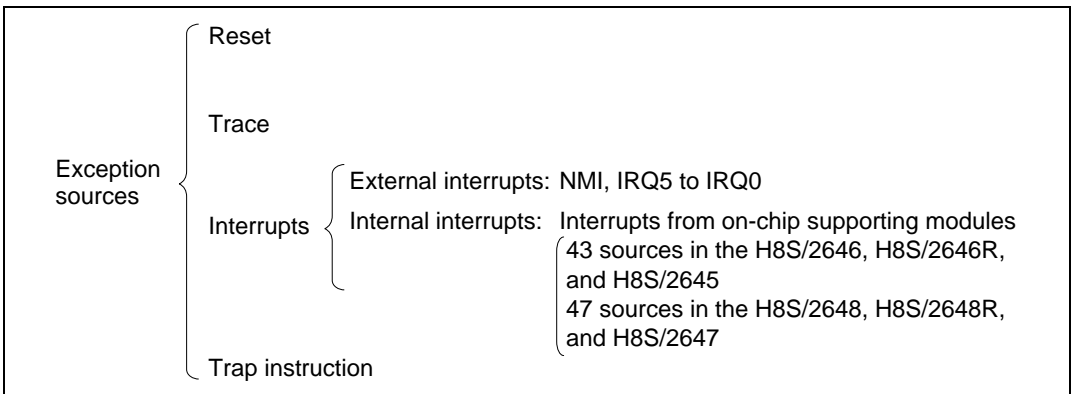 Reset
Trace
Exception
sources
Interrupts
External interrupts: NMI, IRQ5 to IRQ0
Internal interrupts: Interrupts from on-chip supporting modules
43 sources in the H8S/2646, H8S/2646R,
and H8S/2645
47 sources in the H8S/2648, H8S/2648R,
and H8S/2647
Trap instruction